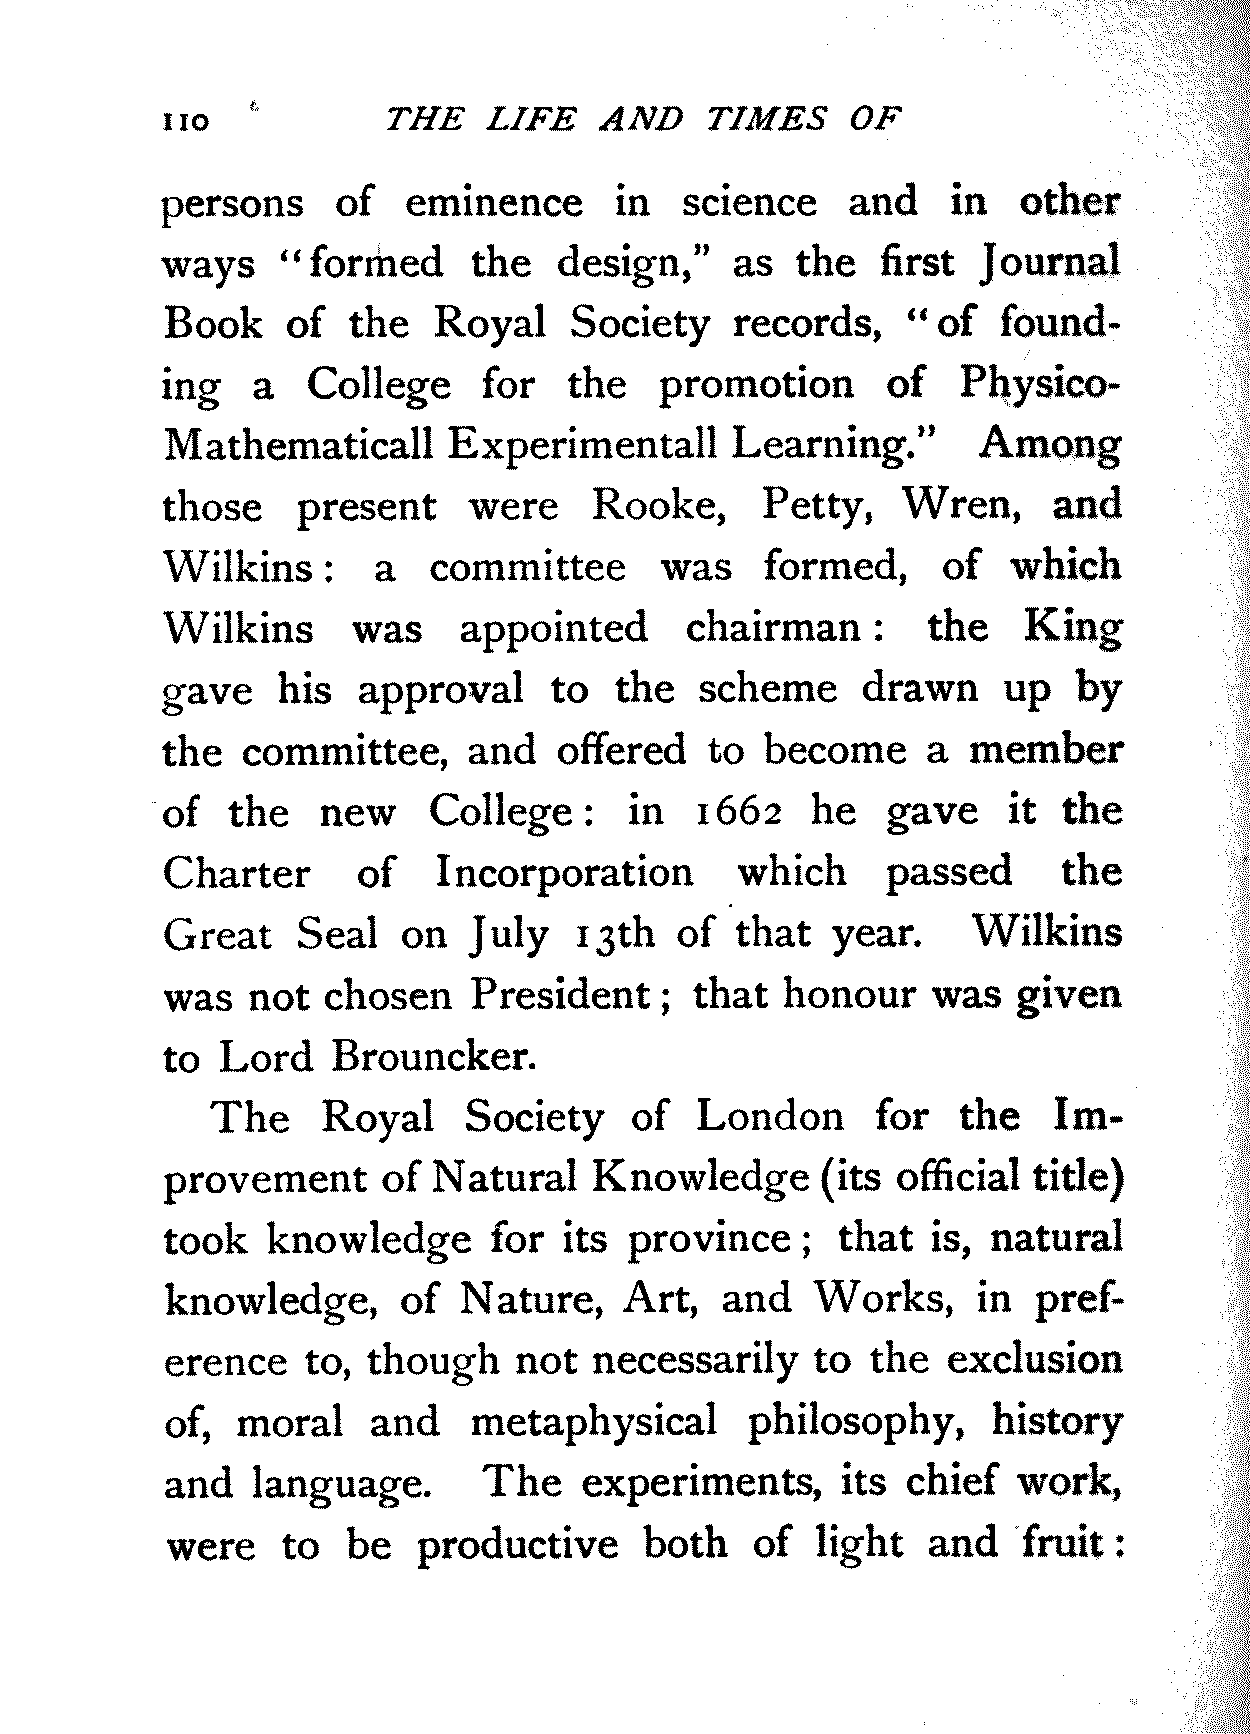 110 THE LIFE AND TIMES OF
persons of eminence in science and in other
ways "formed the design," as the first Journal
Book of the Royal Society records, "of found-
ing a College for the promotion of Physico-
Mathematicall Experimentall Learning." Among
those present were Rooke, Petty, Wren, and
Wilkins: a committee was formed, of which
Wilkins was appointed chairman: the King
gave his approval to the scheme drawn up by
the committee, and offered to become a member
of the new College: in 1662 he gave it the
Charter of Incorporation which passed the
Great Seal on July 13th of that year. Wilkins
was not chosen President; that honour was given
to Lord Brouncker.
The Royal Society of London for the Im-
provement of Natural Knowledge (its official title)
took knowledge for its province; that is, natural
knowledge, of Nature, Art, and Works, in pref-
erence to, though not necessarily to the exclusion
of, moral and metaphysical philosophy, history
and language. The experiments, its chief work,
were to be productive both of light and fruit: